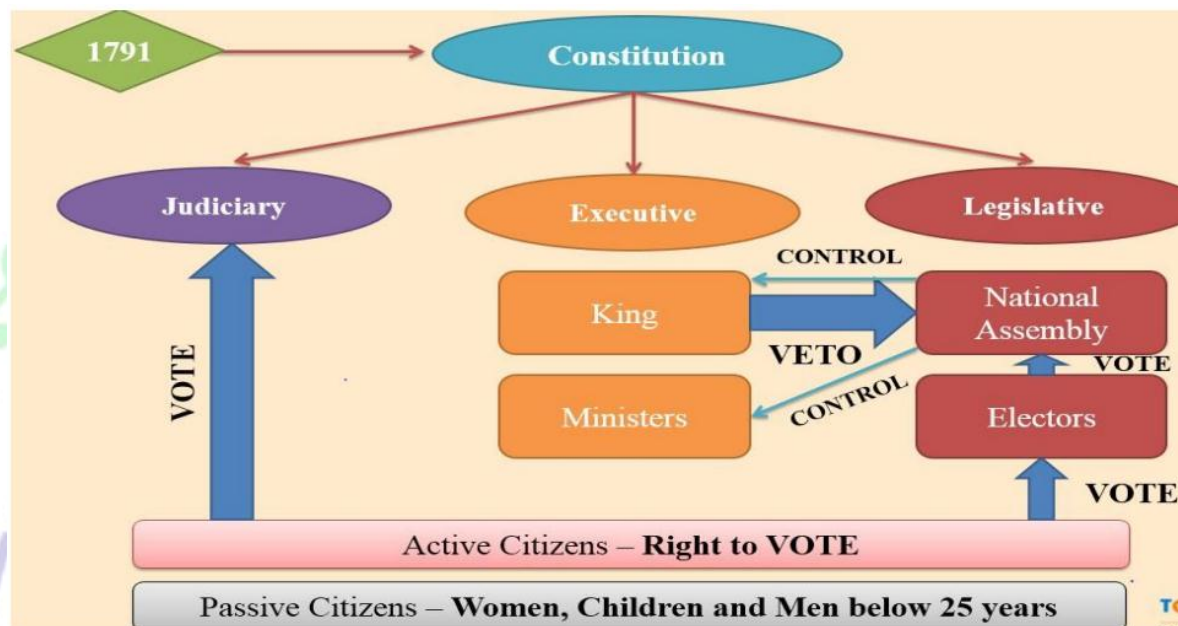 1791
Constitution
Judiciary
Executive
Legislative
CONTROL
King
National
Assembly
VETO
VOTE
VOTE
Ministers
CONTROL
Electors
VOTE
Active Citizens – Right to VOTE
Passive Citizens – Women, Children and Men below 25 years